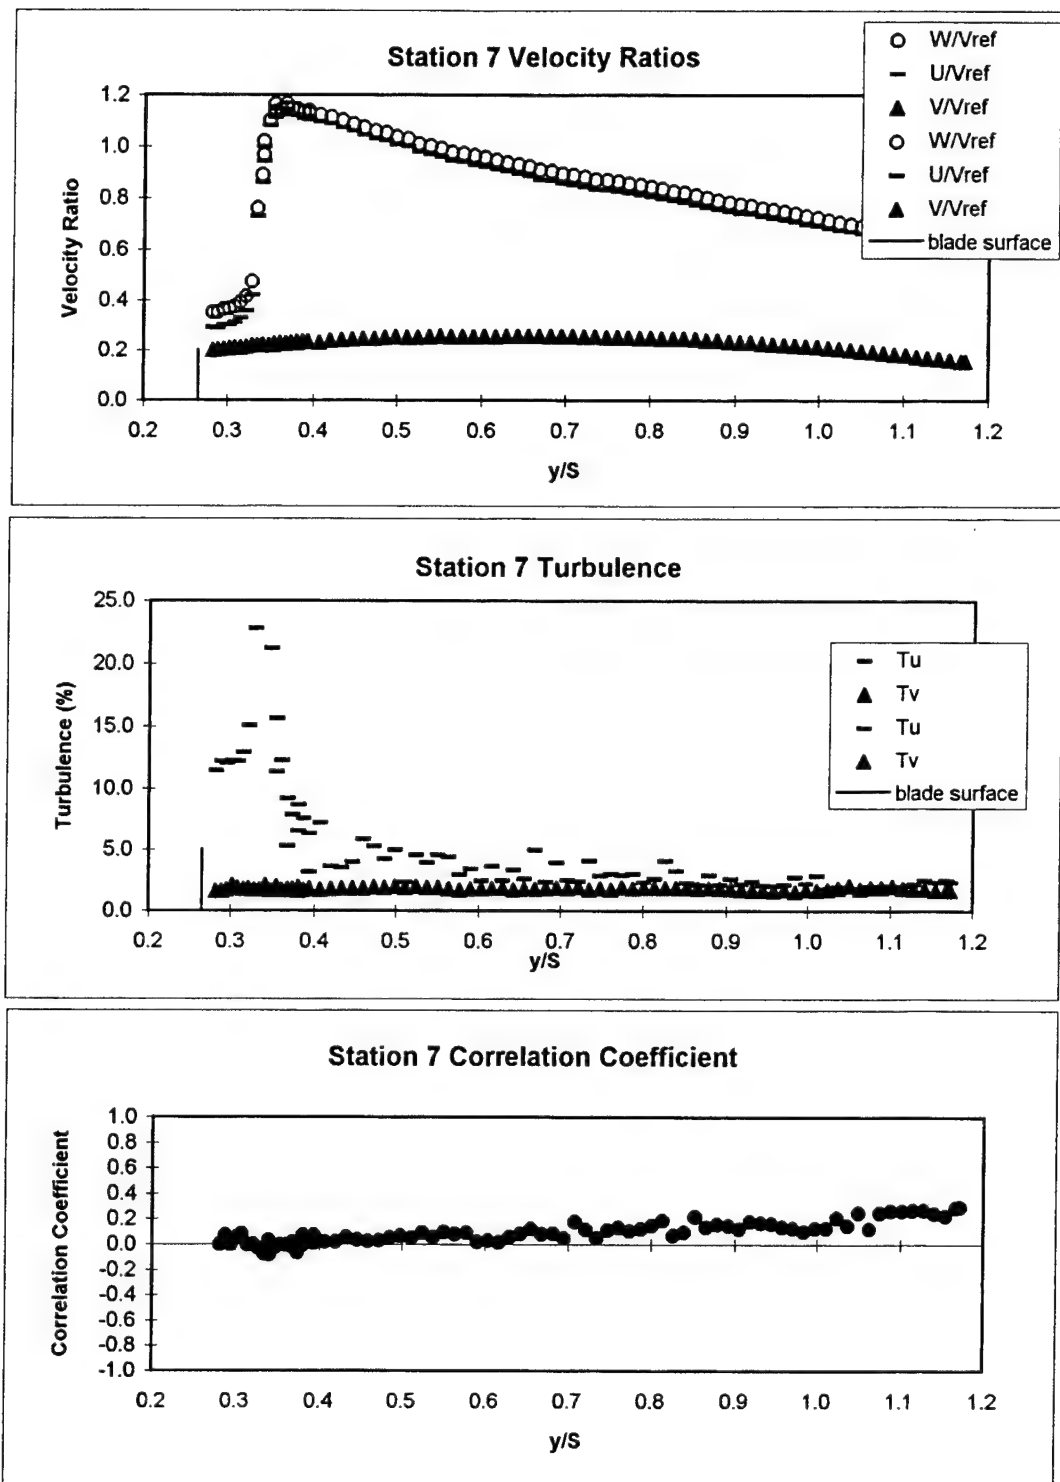 Station 7 Velocity Ratios
W/Vref
U/Vref
V/Vref
W/Vref
U/Vref
V/Vref
blade surface
Velocity Ratio
1.2
1.0
0.8
0.6
0.4
0.2
0.0
0.2 0.3 0.4 0.5 0.6 0.7 0.8 0.9 1.0 1.1 1.2
y/S
Station 7 Turbulence
Tu
Tv
Tu
Tv
blade surface
Turbulence (%)
25.0
20.0
15.0
10.0
5.0
0.0
0.2 0.3 0.4 0.5 0.6 0.7 0.8 0.9 1.0 1.1 1.2
y/S
Station 7 Correlation Coefficient
Correlation Coefficient
1.0
0.8
0.6
0.4
0.2
0.0
-0.2
-0.4
-0.6
-0.8
-1.0
0.2 0.3 0.4 0.5 0.6 0.7 0.8 0.9 1.0 1.1 1.2
y/S